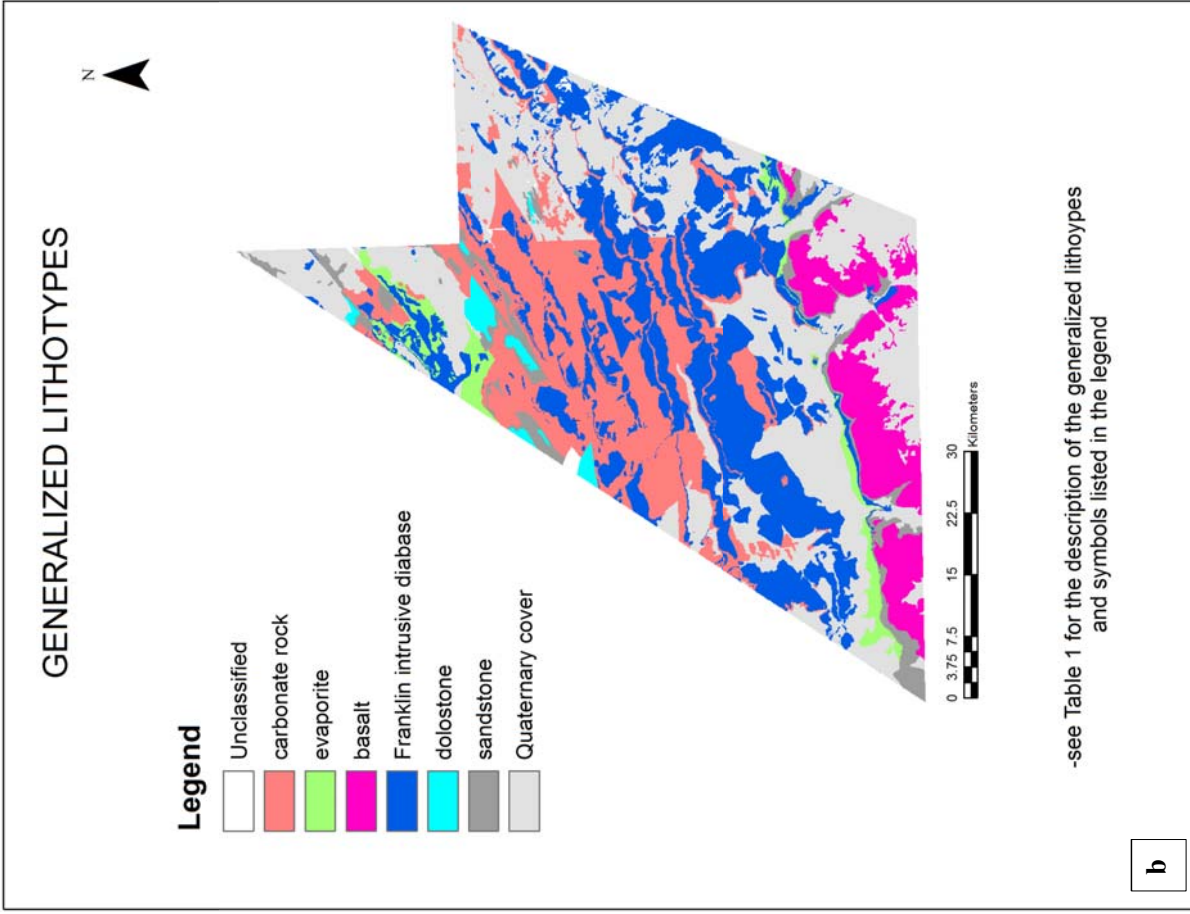 GENERALIZED LITHOTYPES
N
Legend
Unclassified
carbonate rock
evaporite
basalt
Franklin intrusive diabase
dolostone
sandstone
Quaternary cover
0 3.75 7.5 15 22.5 30
Kilometers
-see Table 1 for the description of the generalized lithoypes
and symbols listed in the legend
b